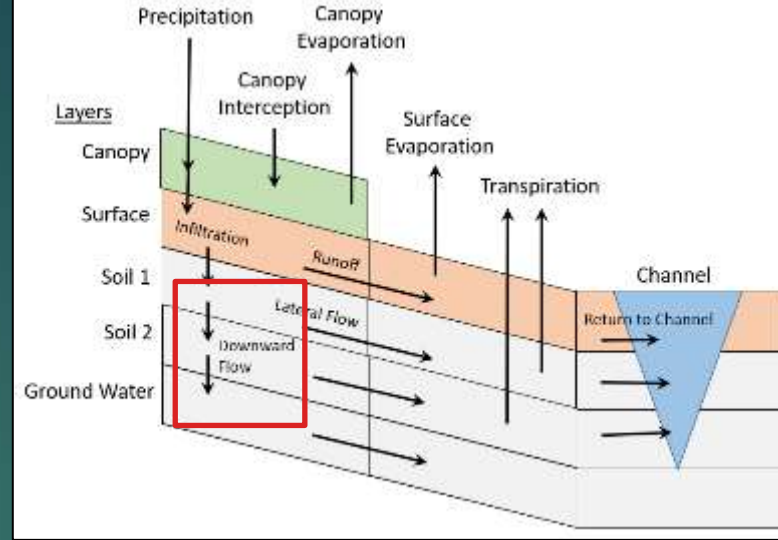 Precipitation
Canopy
Evaporation
Canopy
Interception
Layers
Surface
Evaporation
Canopy
Transpiration
Surface
Infiltration
Runoff
Soil 1
Channel
Lateral Flow
Return to Channel
Soil 2
Downward
Flow
Ground Water